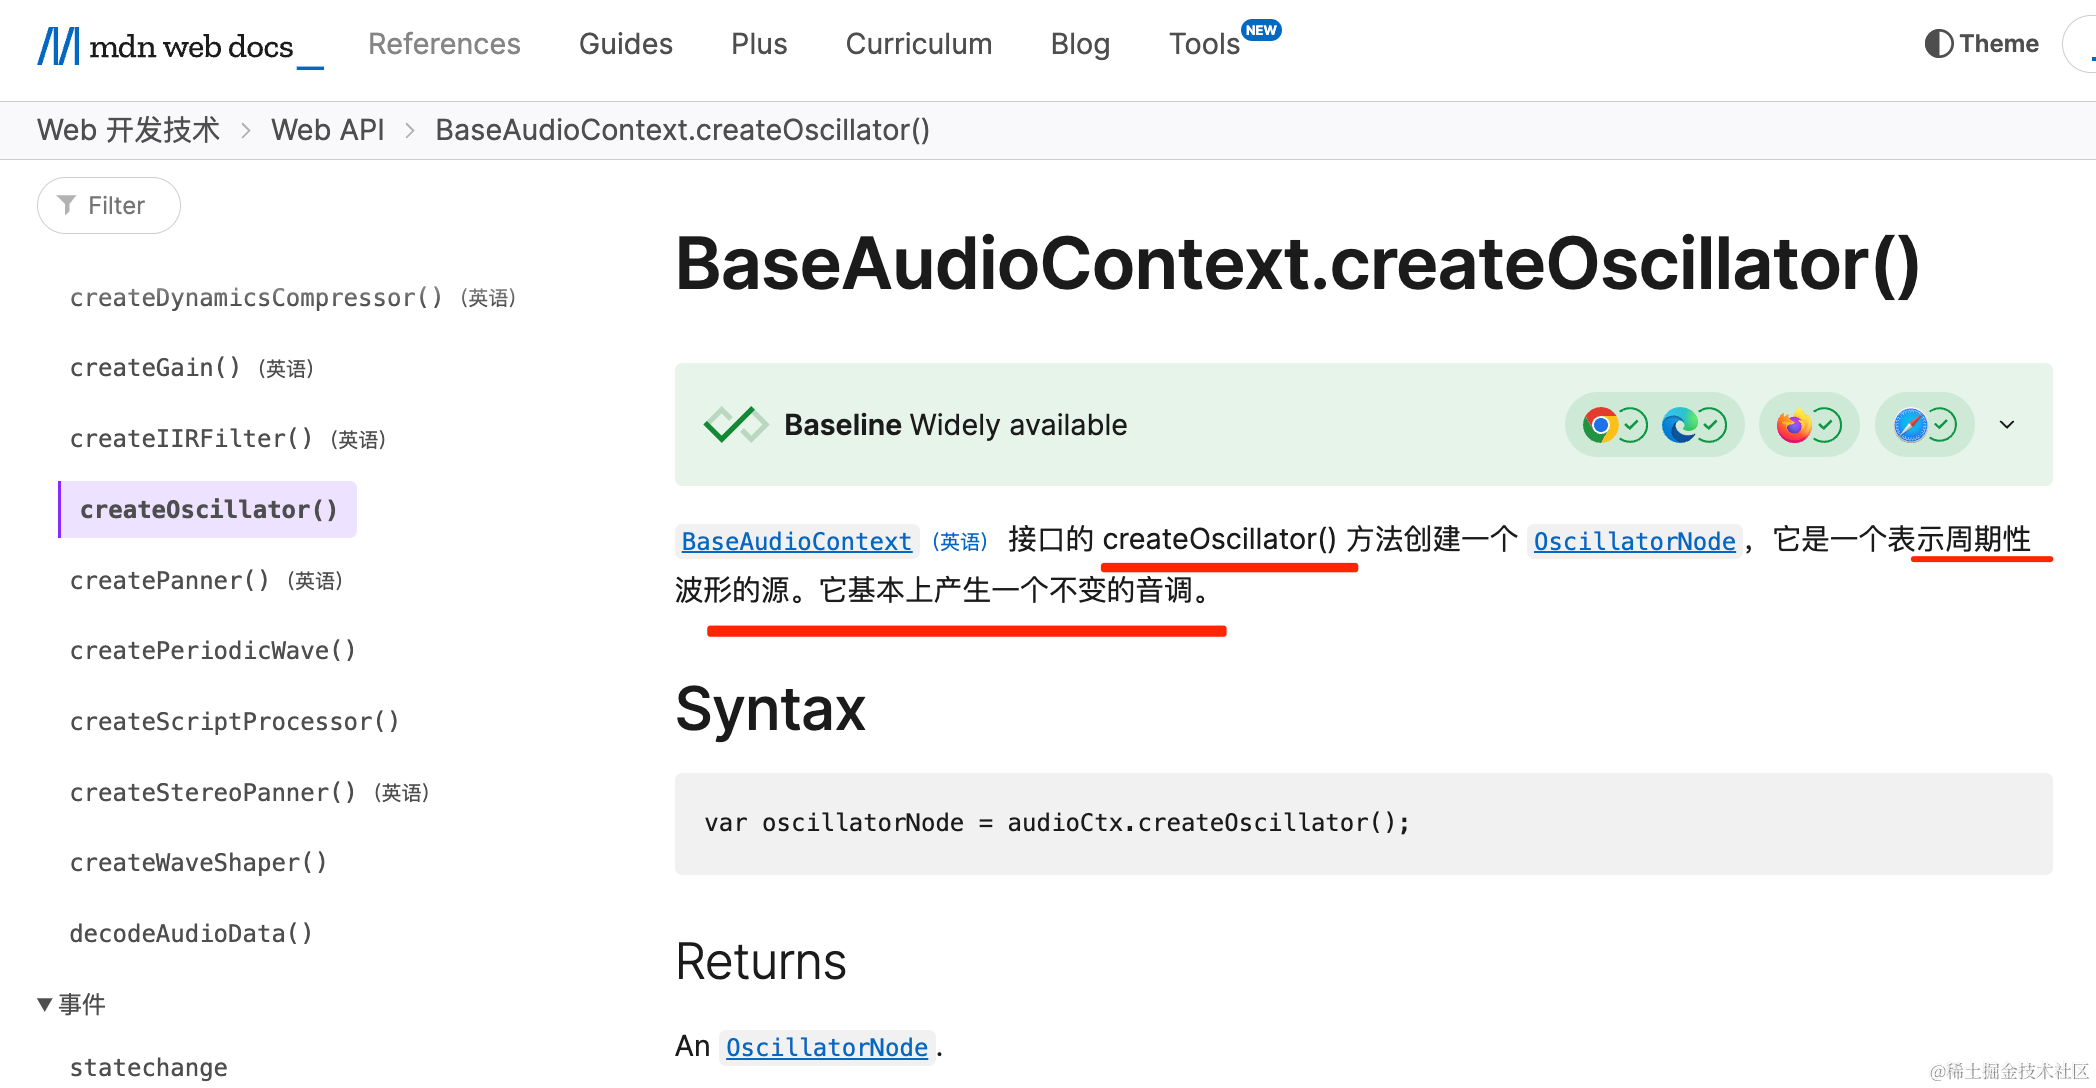 mdn web docs_ References Guides Plus Curriculum Blog Tools NEW Theme
Web 开发技术 > Web API > BaseAudioContext.createOscillator()
Filter
createDynamicsCompressor() (英语)
createGain() (英语)
createIIRFilter() (英语)
createOscillator()
createPanner() (英语)
createPeriodicWave()
createScriptProcessor()
createStereoPanner() (英语)
createWaveShaper()
decodeAudioData()
▼事件
statechange
BaseAudioContext.createOscillator()
Baseline Widely available
BaseAudioContext (英语) 接口的 createOscillator() 方法创建一个 OscillatorNode，它是一个表示周期性
波形的源。它基本上产生一个不变的音调。
Syntax
var oscillatorNode = audioCtx.createOscillator();
Returns
An OscillatorNode.
@稀土掘金技术社区